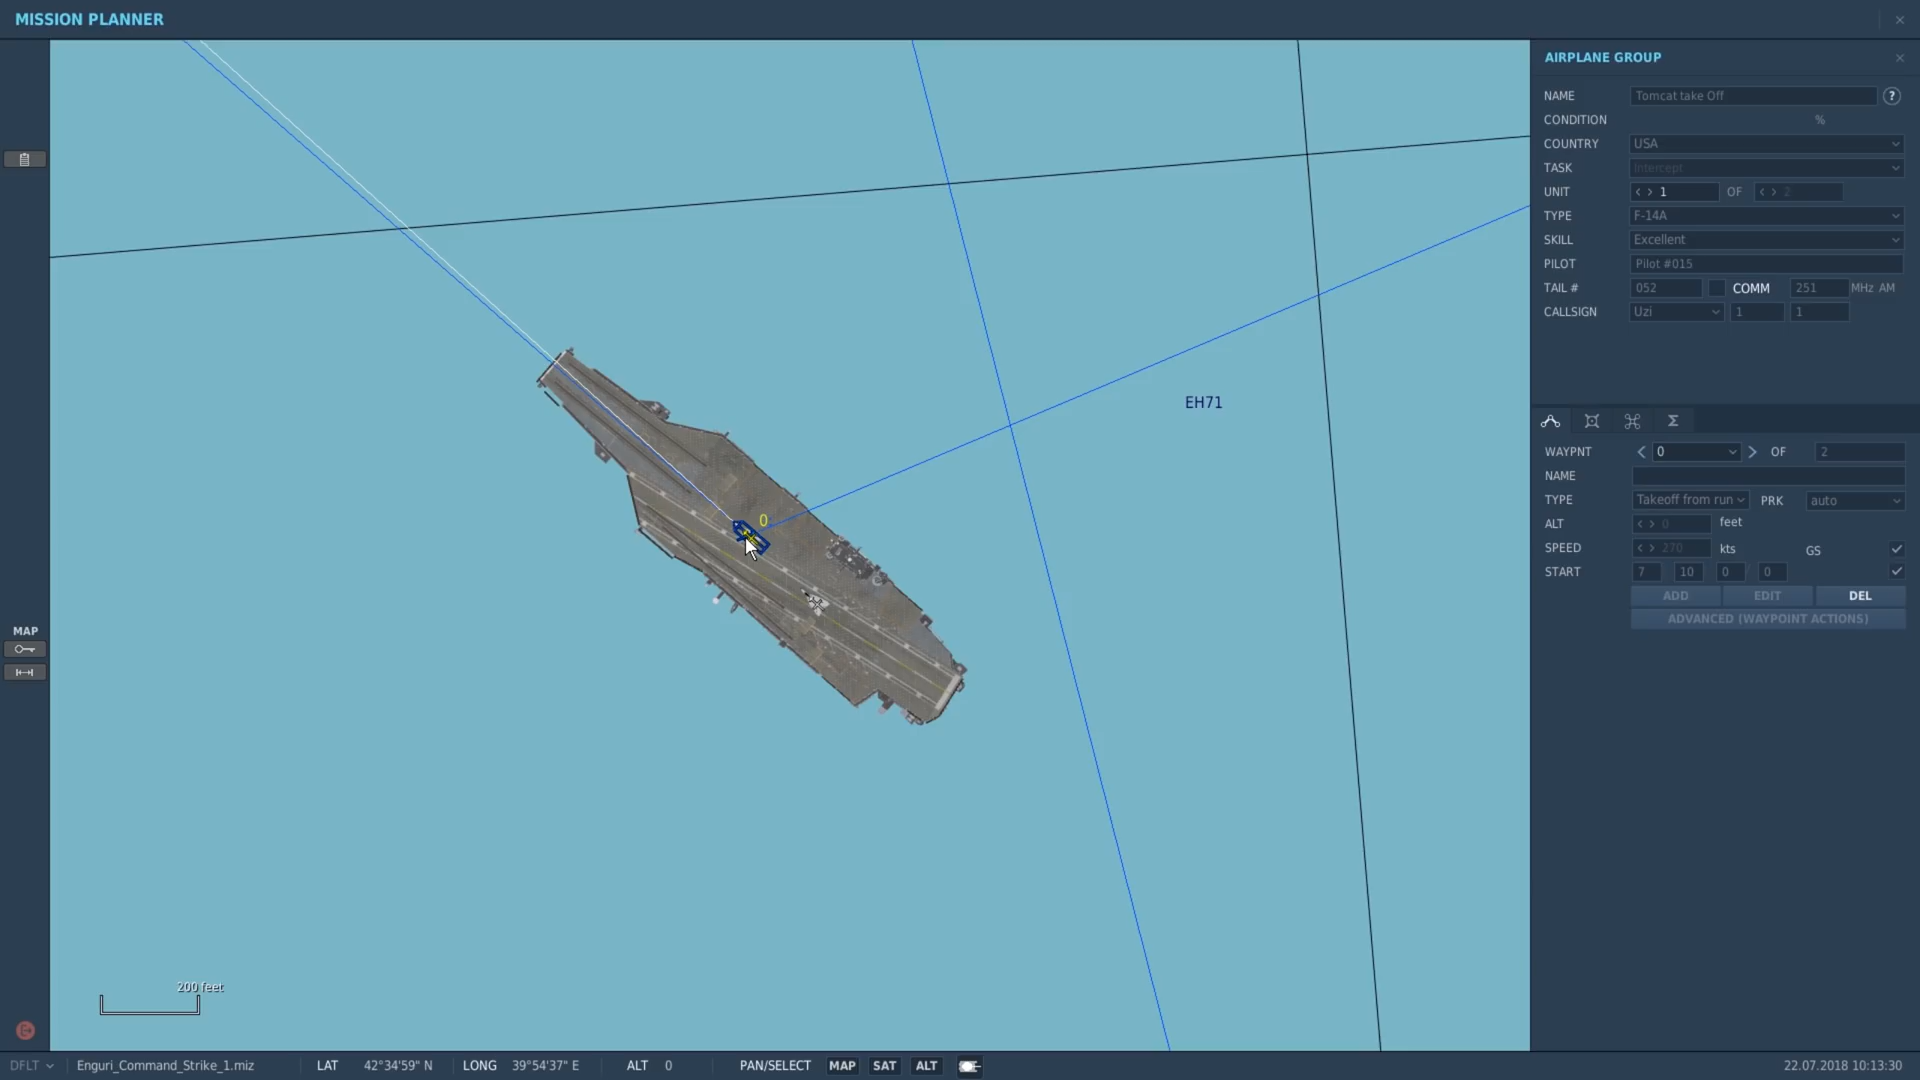 MISSION PLANNER
AIRPLANE GROUP
NAME Tomcat take Off ?
CONDITION %
COUNTRY USA
TASK Intercept
UNIT < > 1 OF < > 2
TYPE F-14A
SKILL Excellent
PILOT Pilot #015
TAIL # 052 COMM 251 MHz AM
CALLSIGN Uzi 1 1
WAYPNT < 0 > OF 2
NAME
TYPE Takeoff from run PRK auto
ALT < > 0 feet
SPEED < > 270 kts GS
START 7 10 0 0
ADD EDIT DEL
ADVANCED (WAYPOINT ACTIONS)
EH71
0
MAP
200 feet
DFLT Enguri_Command_Strike_1.miz LAT 42°34'59" N LONG 39°54'37" E ALT 0 PAN/SELECT MAP SAT ALT 22.07.2018 10:13:30